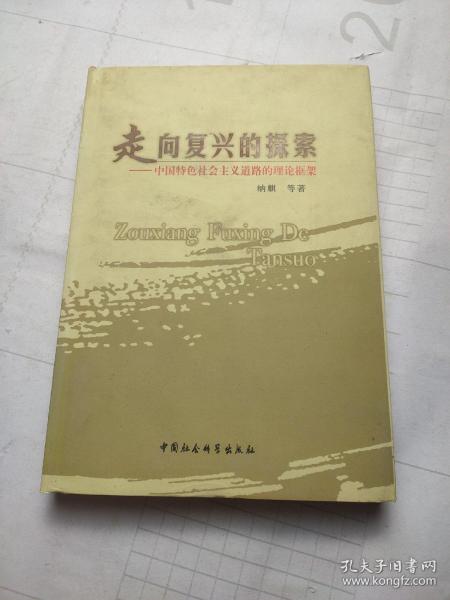 走向复兴的探索
——中国特色社会主义道路的理论框架
纳麒 等著
Zouxiang Fuxing De
Tansuo
中国社会科学出版社
孔夫子旧书网
www.kongfz.com